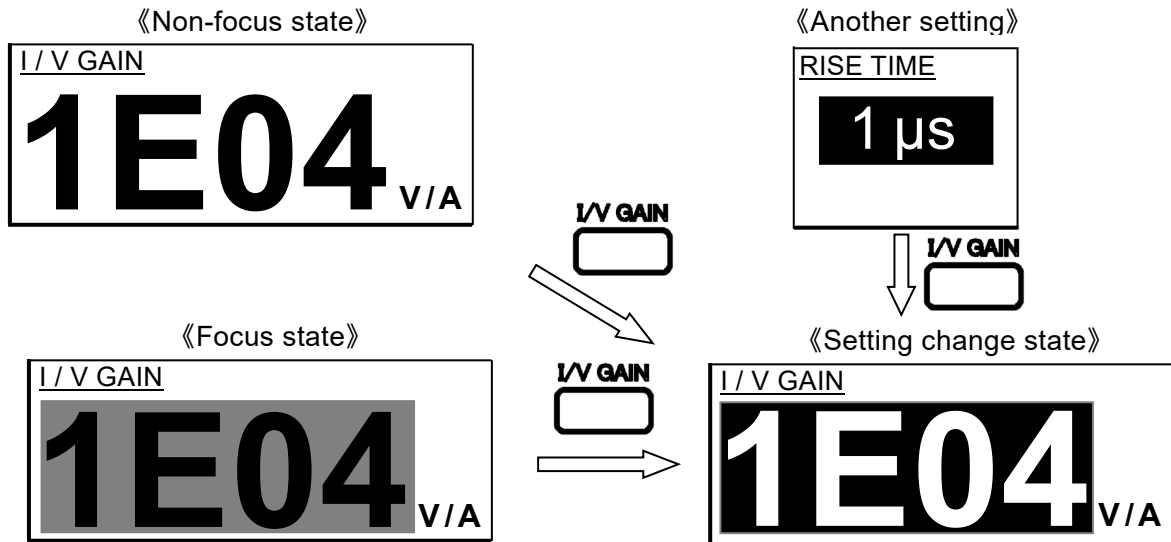 《Non-focus state》
I / V GAIN
1E04 V/A
《Another setting》
RISE TIME
1 µs
I/V GAIN
I/V GAIN
《Focus state》
I / V GAIN
1E04 V/A
I/V GAIN
《Setting change state》
I / V GAIN
1E04 V/A